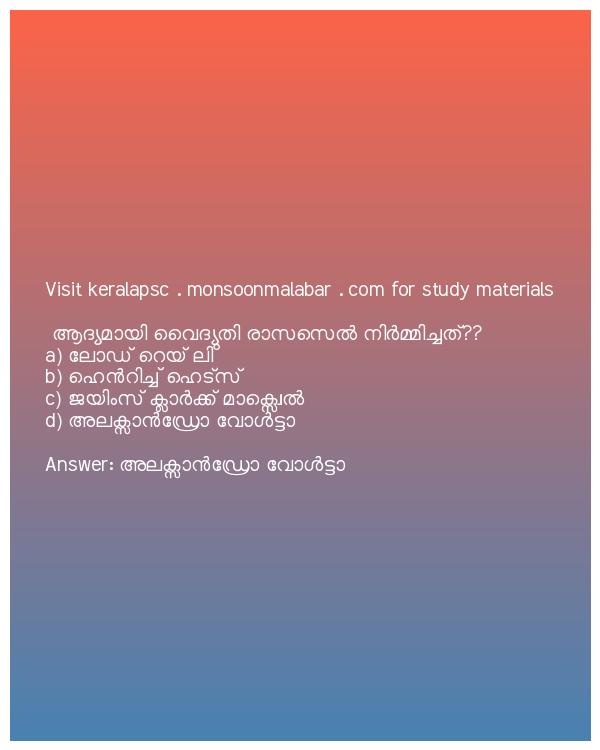 Visit keralapsc . monsoonmalabar . com for study materials
ആദ്യമായി വൈദ്യുതി രാസസെൽ നിർമ്മിച്ചത്??
a) ലോഡ് റെയ് ലി
b) ഹെൻറിച്ച് ഹെട്സ്
c) ജയിംസ് ക്ലാർക്ക് മാക്സ്വെൽ
d) അലക്സാൻഡ്രോ വോൾട്ടാ
Answer: അലക്സാൻഡ്രോ വോൾട്ടാ